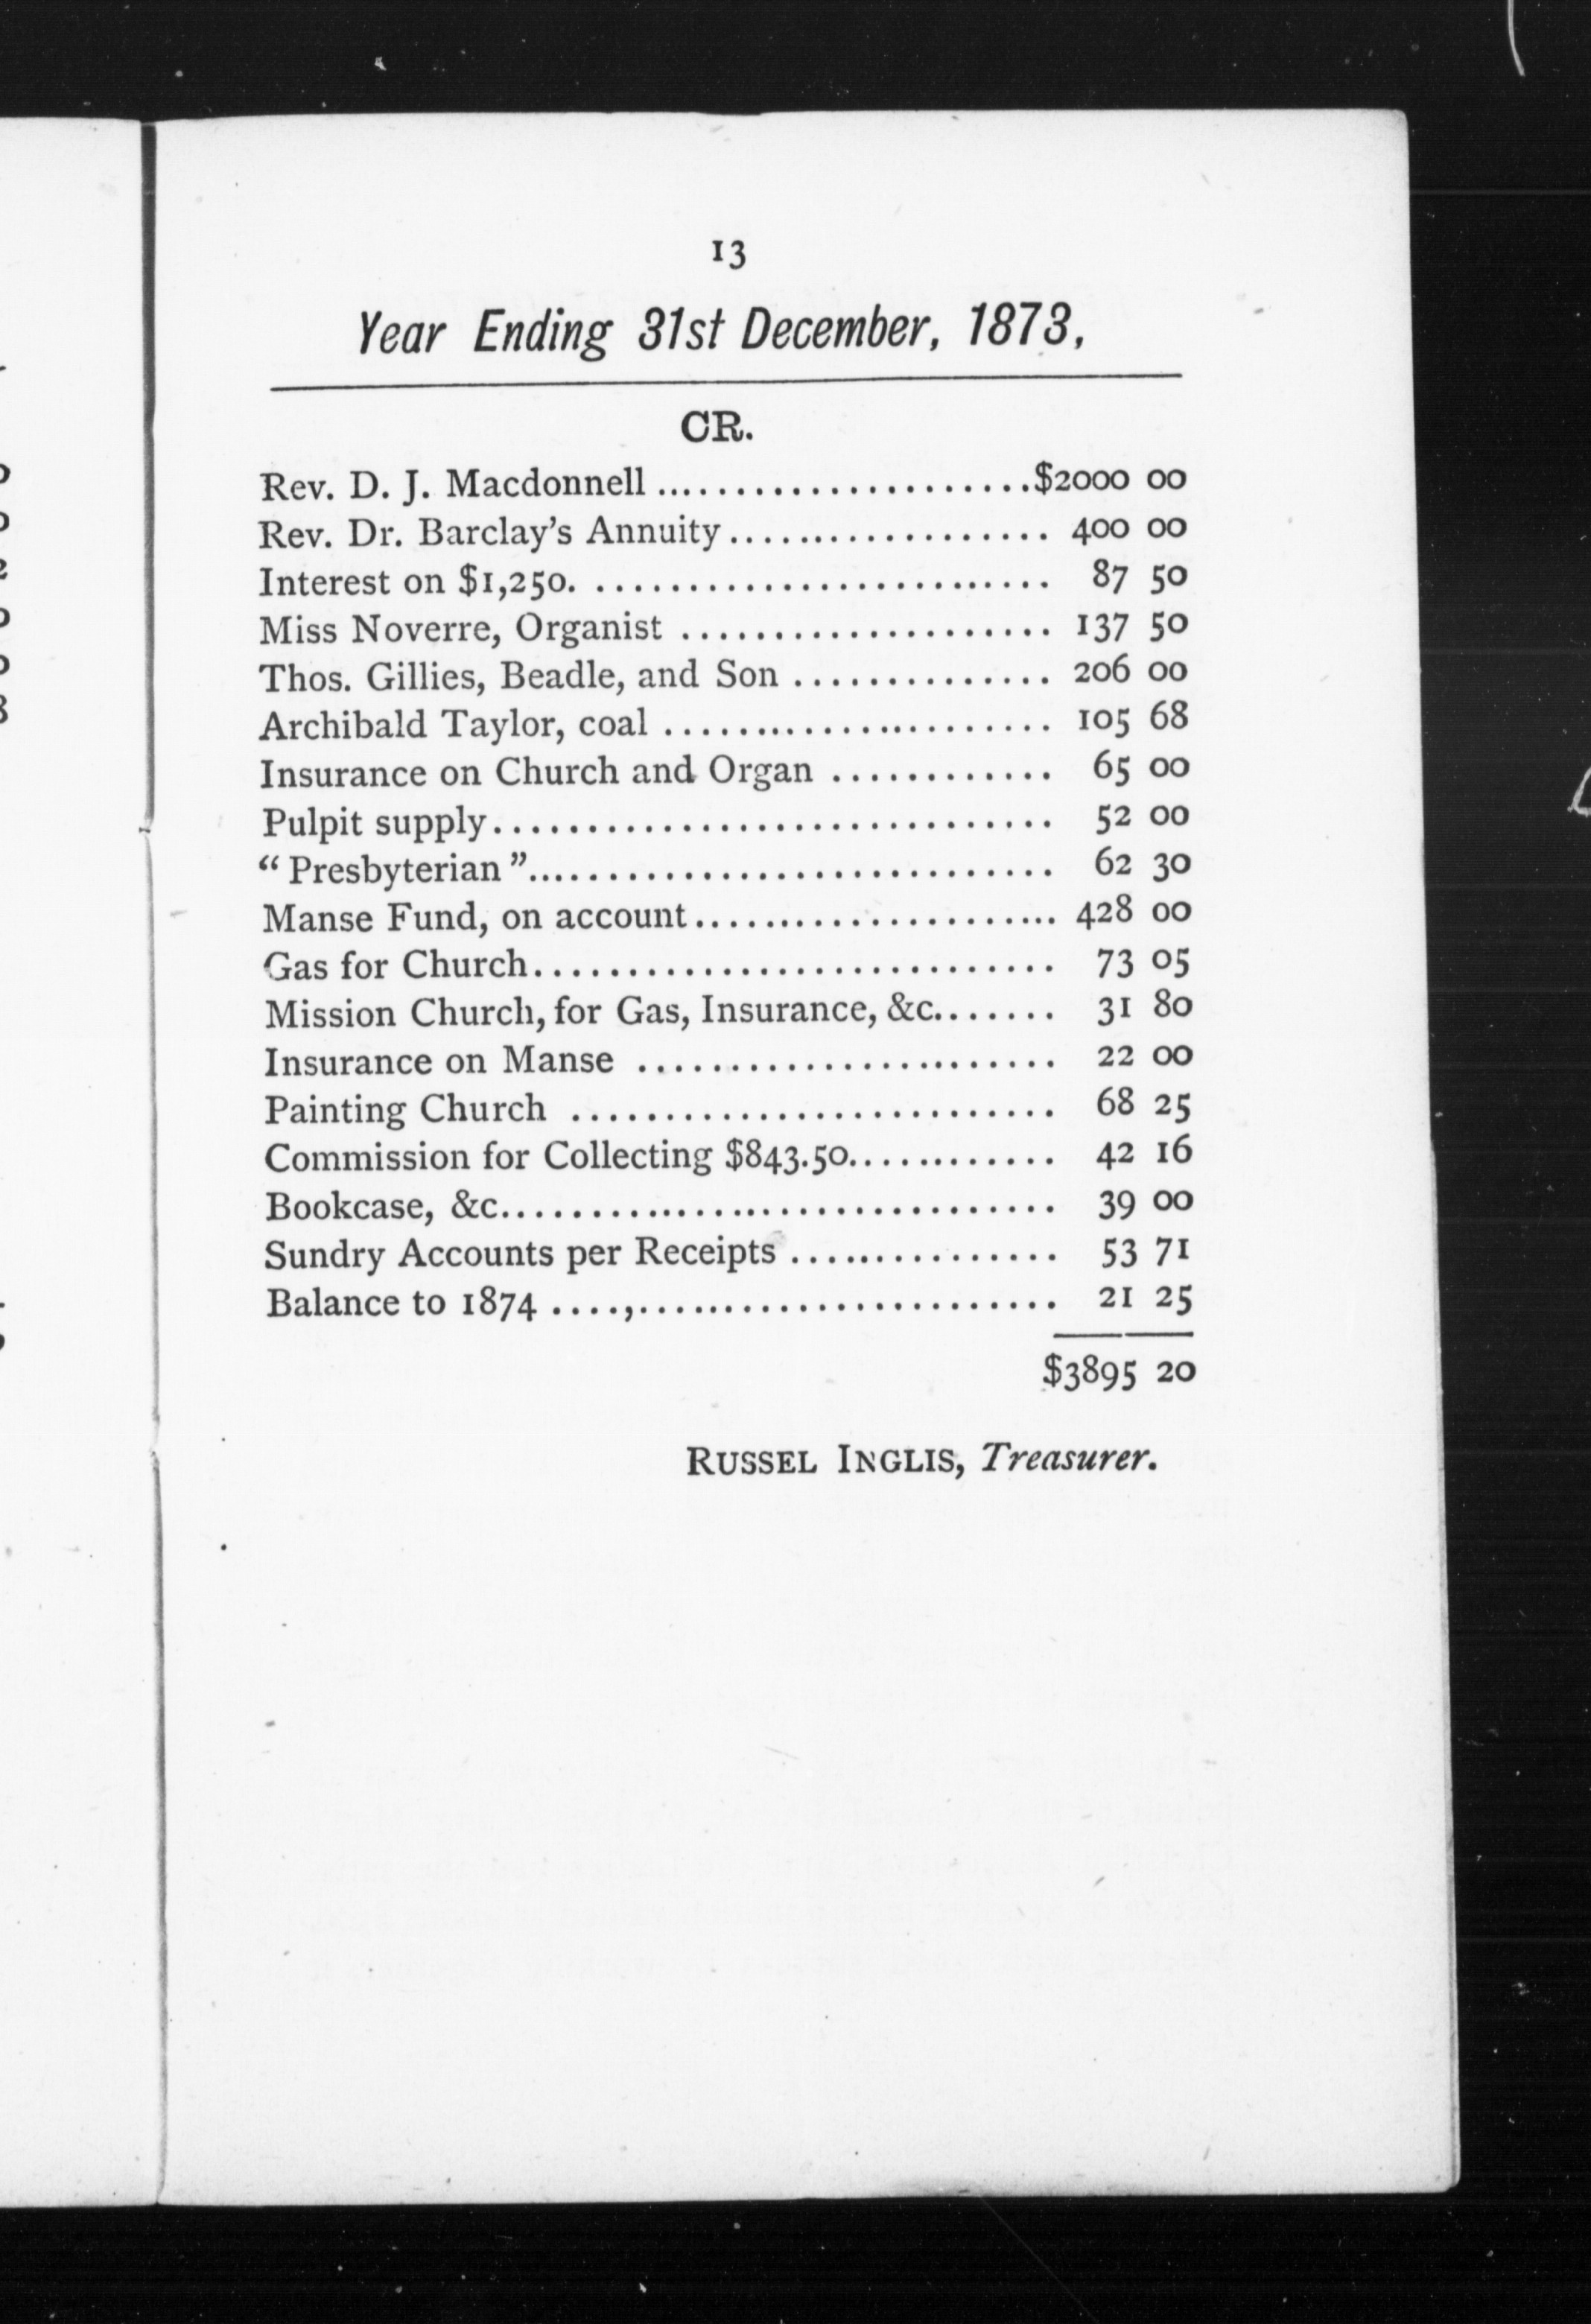 13
Year Ending 31st December, 1873,
CR.
Rev. D. J. Macdonnell ........................$2000 00
Rev. Dr. Barclay's Annuity.................. 400 00
Interest on $1,250. ........................ 87 50
Miss Noverre, Organist .................... 137 50
Thos. Gillies, Beadle, and Son .............. 206 00
Archibald Taylor, coal ...................... 105 68
Insurance on Church and Organ ............ 65 00
Pulpit supply.............................. 52 00
“Presbyterian”............................. 62 30
Manse Fund, on account.................... 428 00
Gas for Church............................ 73 05
Mission Church, for Gas, Insurance, &c....... 31 80
Insurance on Manse ....................... 22 00
Painting Church .......................... 68 25
Commission for Collecting $843.50............ 42 16
Bookcase, &c.............................. 39 00
Sundry Accounts per Receipts ............... 53 71
Balance to 1874 ....,....................... 21 25
$3895 20
RUSSEL INGLIS, Treasurer.